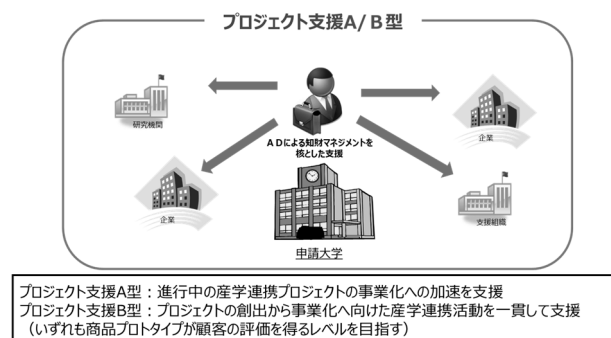 プロジェクト支援A/B型
研究機関
企業
ADによる知財マネジメントを
核とした支援
企業
支援組織
申請大学
プロジェクト支援A型：進行中の産学連携プロジェクトの事業化への加速を支援
プロジェクト支援B型：プロジェクトの創出から事業化へ向けた産学連携活動を一貫して支援
（いずれも商品プロトタイプが顧客の評価を得るレベルを目指す）